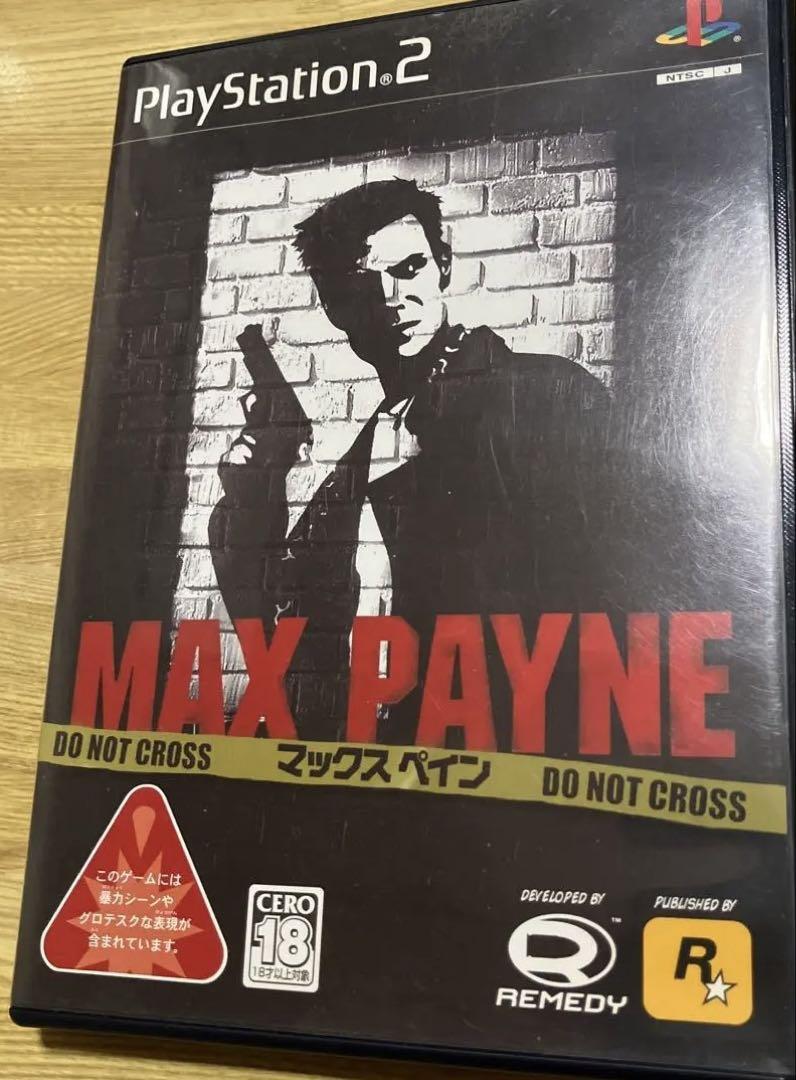 PlayStation®2
NTSC J
MAX PAYNE
DO NOT CROSS マックス ペイン DO NOT CROSS
このゲームには
暴力シーンや
グロテスクな表現が
含まれています。
CERO
18
18才以上対象
DEVELOPED BY
REMEDY™
PUBLISHED BY
R